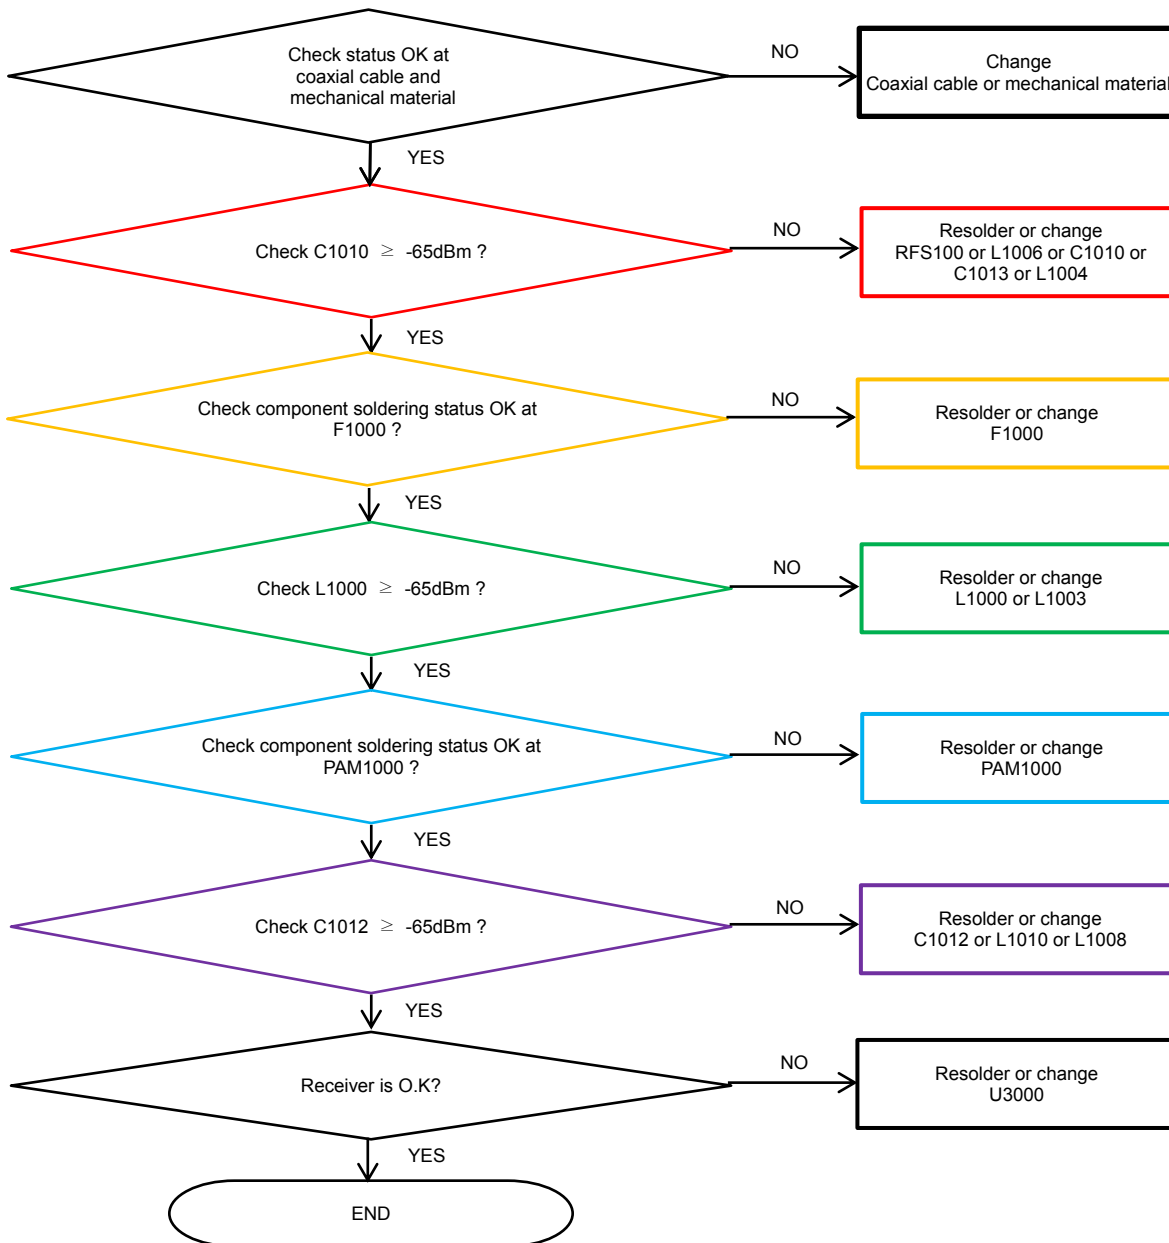 Check status OK at
coaxial cable and
mechanical material
NO
Change
Coaxial cable or mechanical material
YES
Check C1010 ≥ -65dBm ?
NO
Resolder or change
RFS100 or L1006 or C1010 or
C1013 or L1004
YES
Check component soldering status OK at
F1000 ?
NO
Resolder or change
F1000
YES
Check L1000 ≥ -65dBm ?
NO
Resolder or change
L1000 or L1003
YES
Check component soldering status OK at
PAM1000 ?
NO
Resolder or change
PAM1000
YES
Check C1012 ≥ -65dBm ?
NO
Resolder or change
C1012 or L1010 or L1008
YES
Receiver is O.K?
NO
Resolder or change
U3000
YES
END